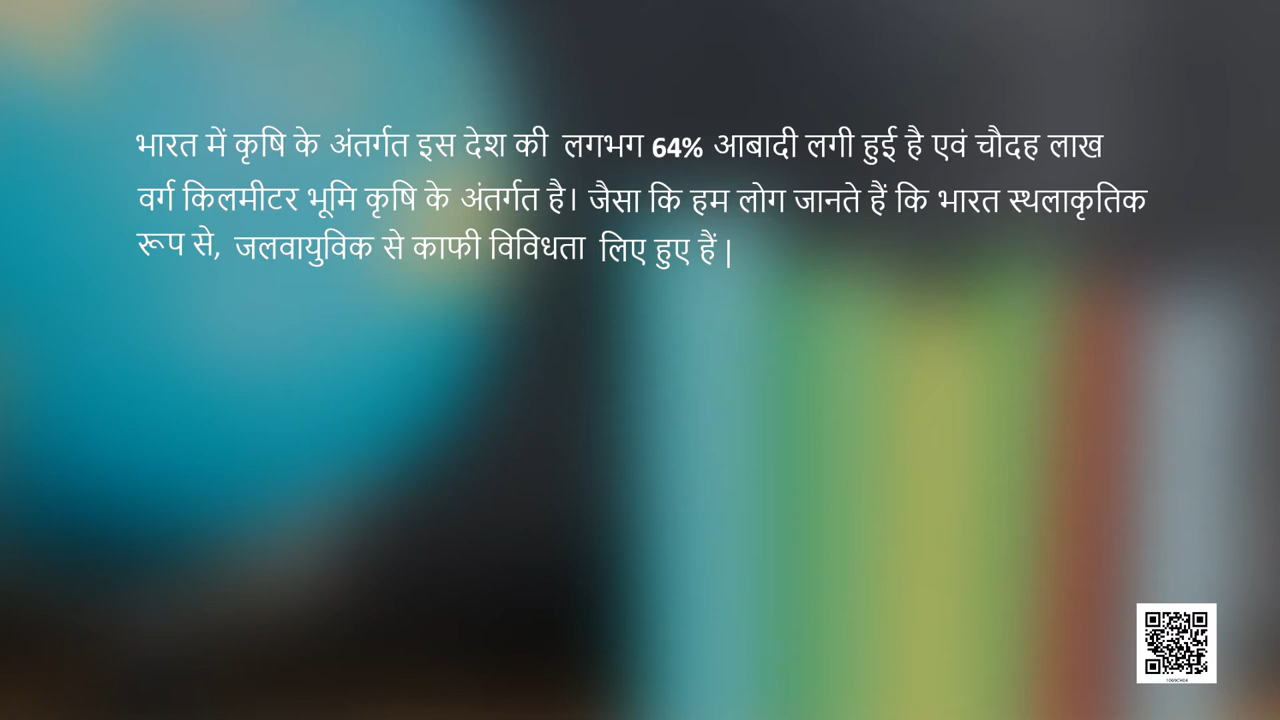 भारत में कृषि के अंतर्गत इस देश की लगभग 64% आबादी लगी हुई है एवं चौदह लाख
वर्ग किलमीटर भूमि कृषि के अंतर्गत है। जैसा कि हम लोग जानते हैं कि भारत स्थलाकृतिक
रूप से, जलवायुविक से काफी विविधता लिए हुए हैं |
1069CH04